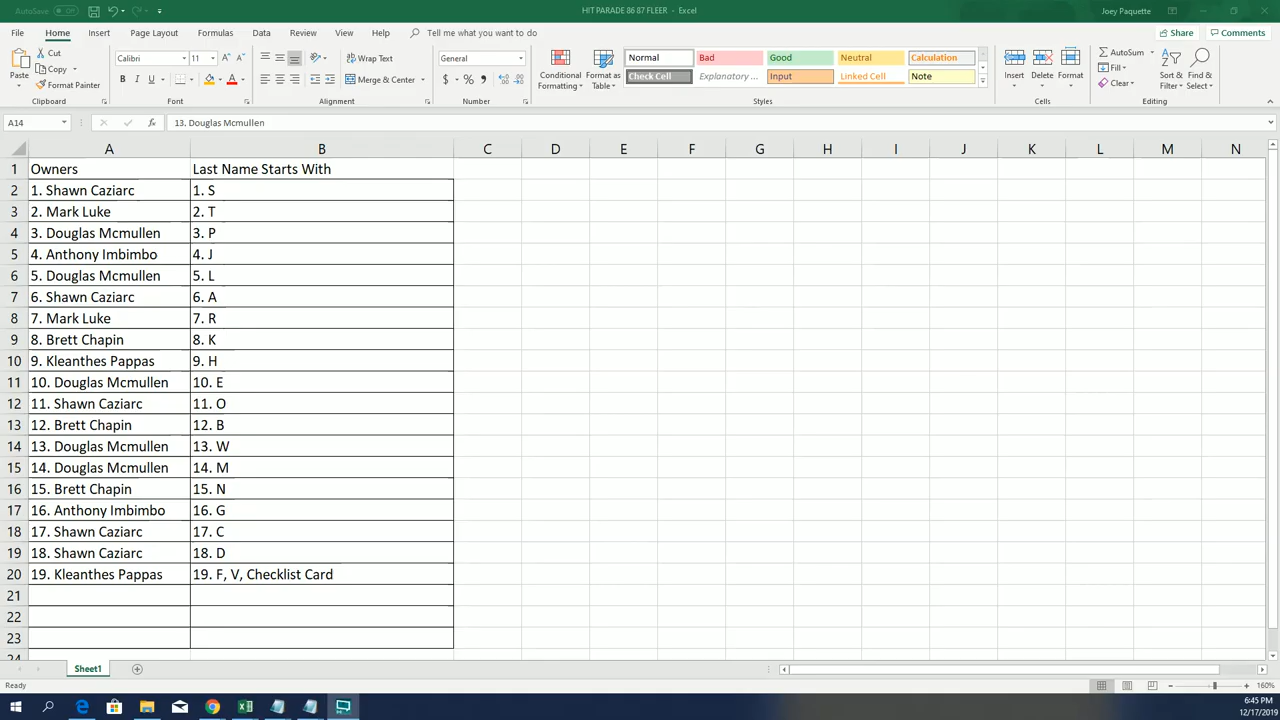 AutoSave Off HIT PARADE 86 87 FLEER - Excel Joey Paquette
File Home Insert Page Layout Formulas Data Review View Help Tell me what you want to do Share Comments
Paste Cut Copy Format Painter Calibri 11 A A B I U A Wrap Text Merge & Center General $ % , Conditional Formatting Format as Table Normal Bad Good Neutral Calculation Check Cell Explanatory ... Input Linked Cell Note Insert Delete Format AutoSum Fill Clear Sort & Filter Find & Select
Clipboard Font Alignment Number Styles Cells Editing
A14 fx 13. Douglas Mcmullen
A B C D E F G H I J K L M N
1 Owners Last Name Starts With
2 1. Shawn Caziarc 1. S
3 2. Mark Luke 2. T
4 3. Douglas Mcmullen 3. P
5 4. Anthony Imbimbo 4. J
6 5. Douglas Mcmullen 5. L
7 6. Shawn Caziarc 6. A
8 7. Mark Luke 7. R
9 8. Brett Chapin 8. K
10 9. Kleanthes Pappas 9. H
11 10. Douglas Mcmullen 10. E
12 11. Shawn Caziarc 11. O
13 12. Brett Chapin 12. B
14 13. Douglas Mcmullen 13. W
15 14. Douglas Mcmullen 14. M
16 15. Brett Chapin 15. N
17 16. Anthony Imbimbo 16. G
18 17. Shawn Caziarc 17. C
19 18. Shawn Caziarc 18. D
20 19. Kleanthes Pappas 19. F, V, Checklist Card
21
22
23
24
Sheet1
Ready 160%
6:45 PM
12/17/2019